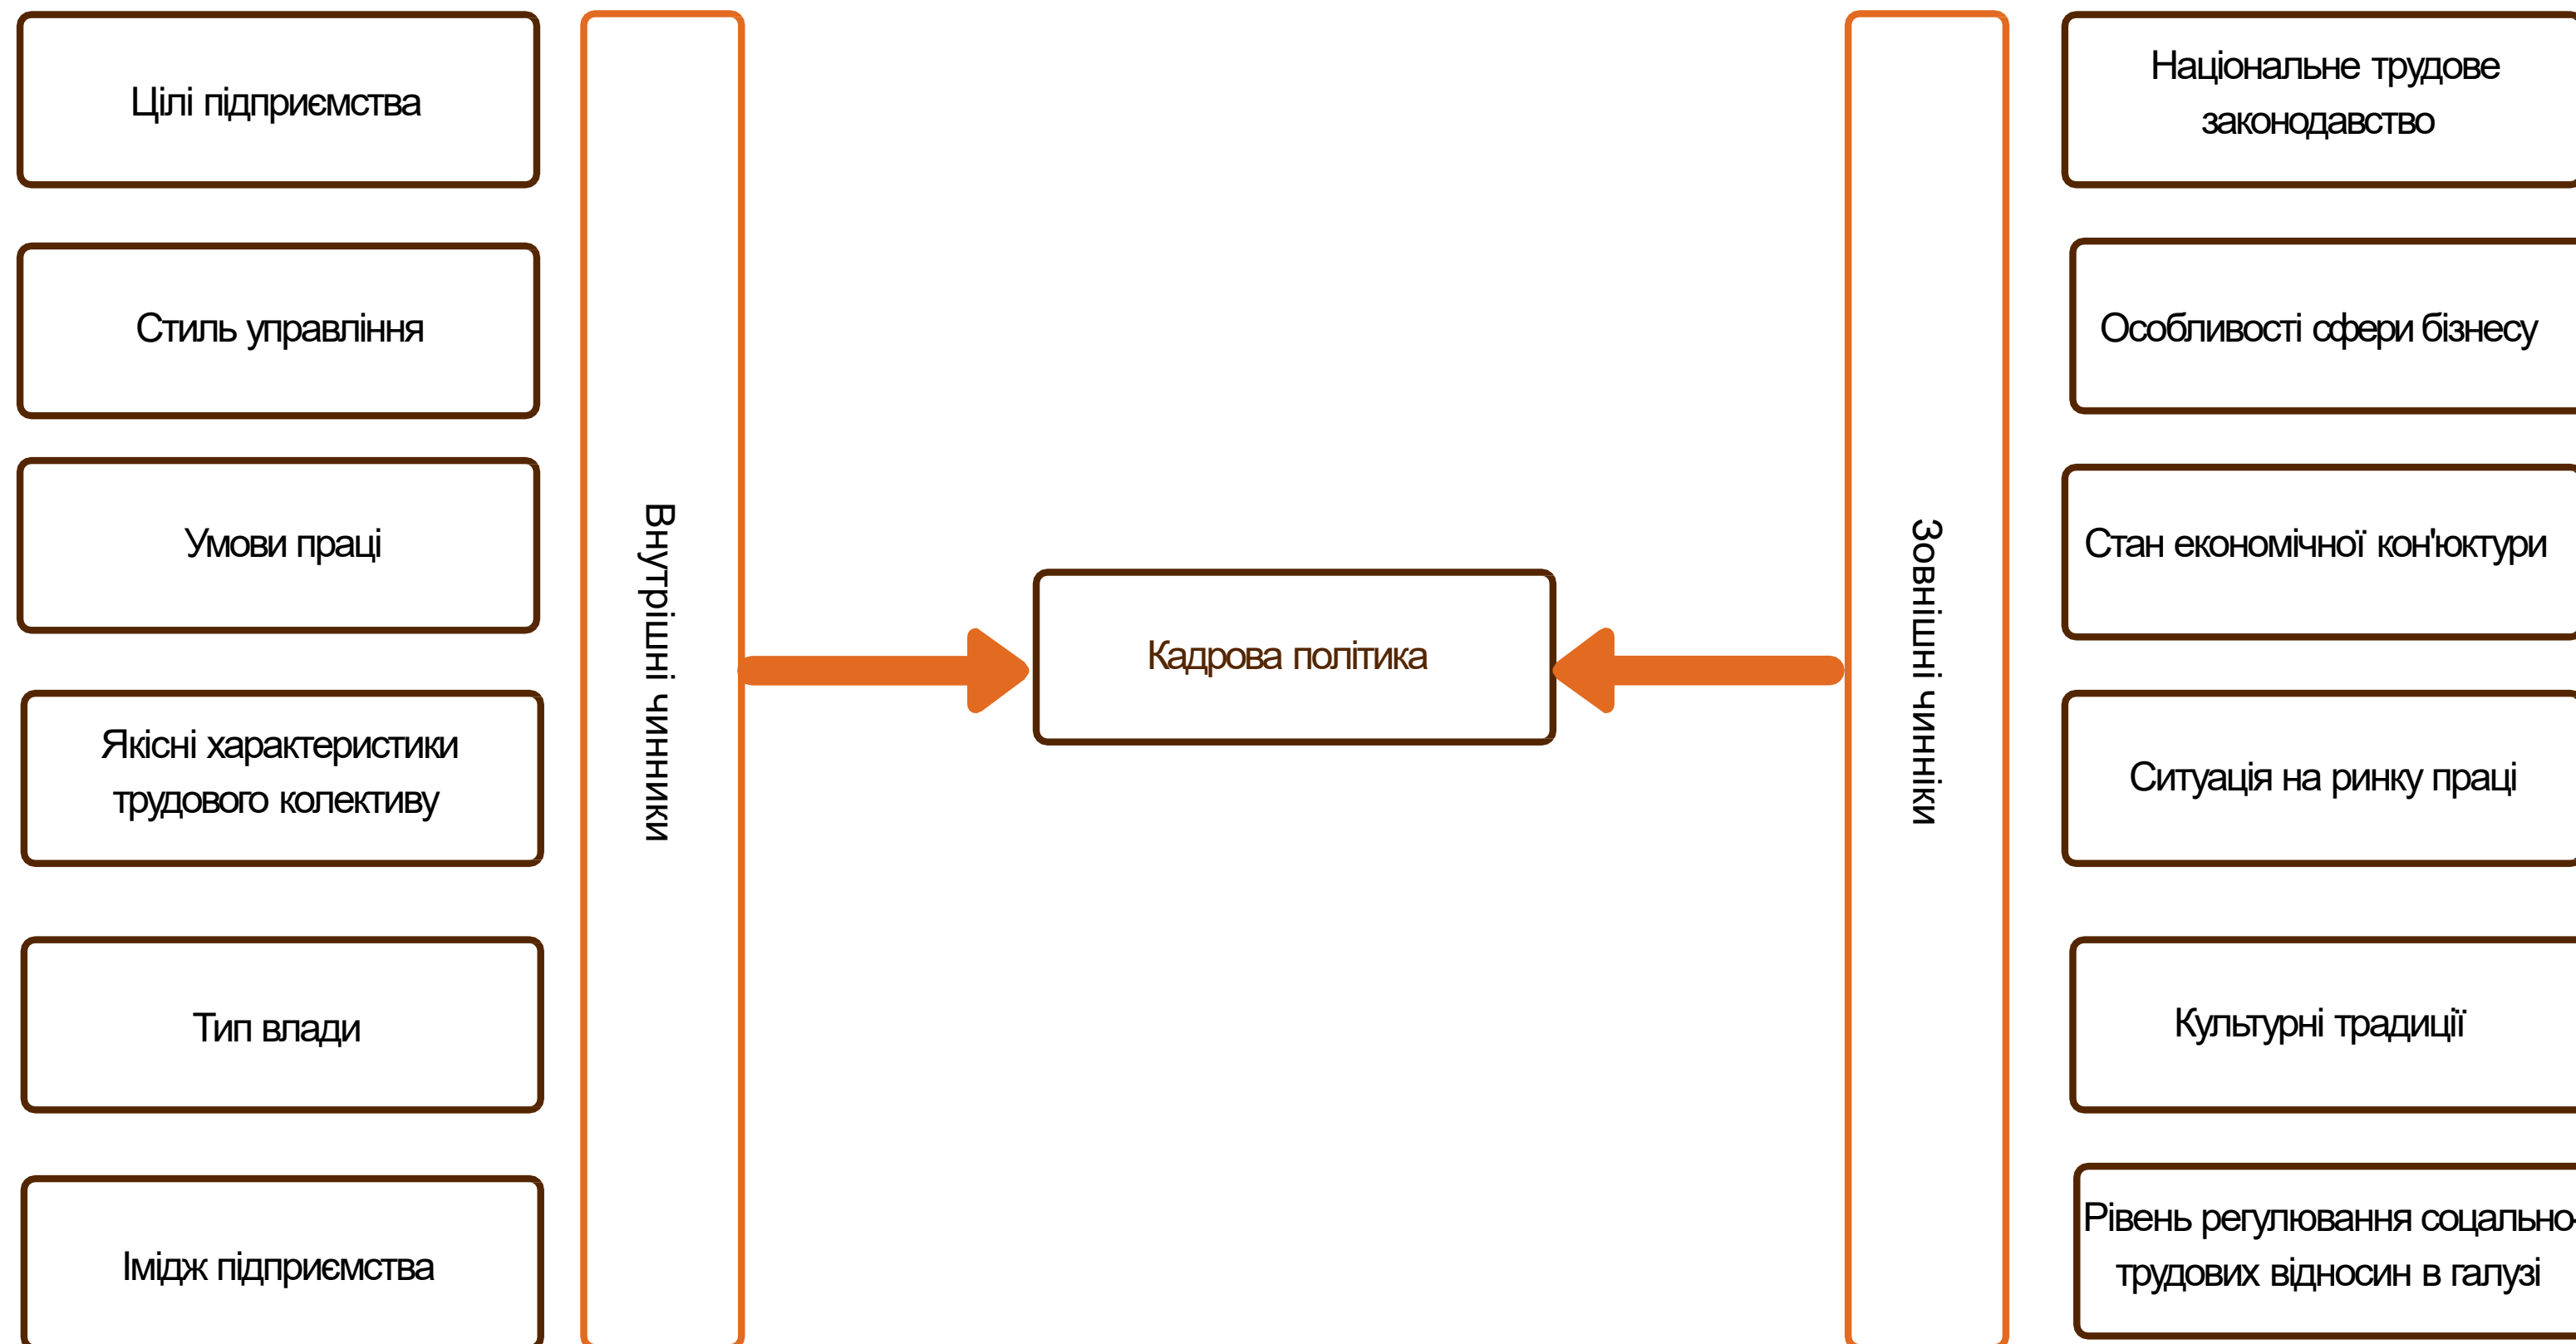 Цілі підприємства
Стиль управління
Умови праці
Якісні характеристики
трудового колективу
Тип влади
Імідж підприємства
Внутрішні чинники
Кадрова політика
Зовнішні чинніки
Національне трудове
законодавство
Особливості сфери бізнесу
Стан економічної кон'юктури
Ситуація на ринку праці
Культурні традиції
Рівень регулювання соцально-
трудових відносин в галузі